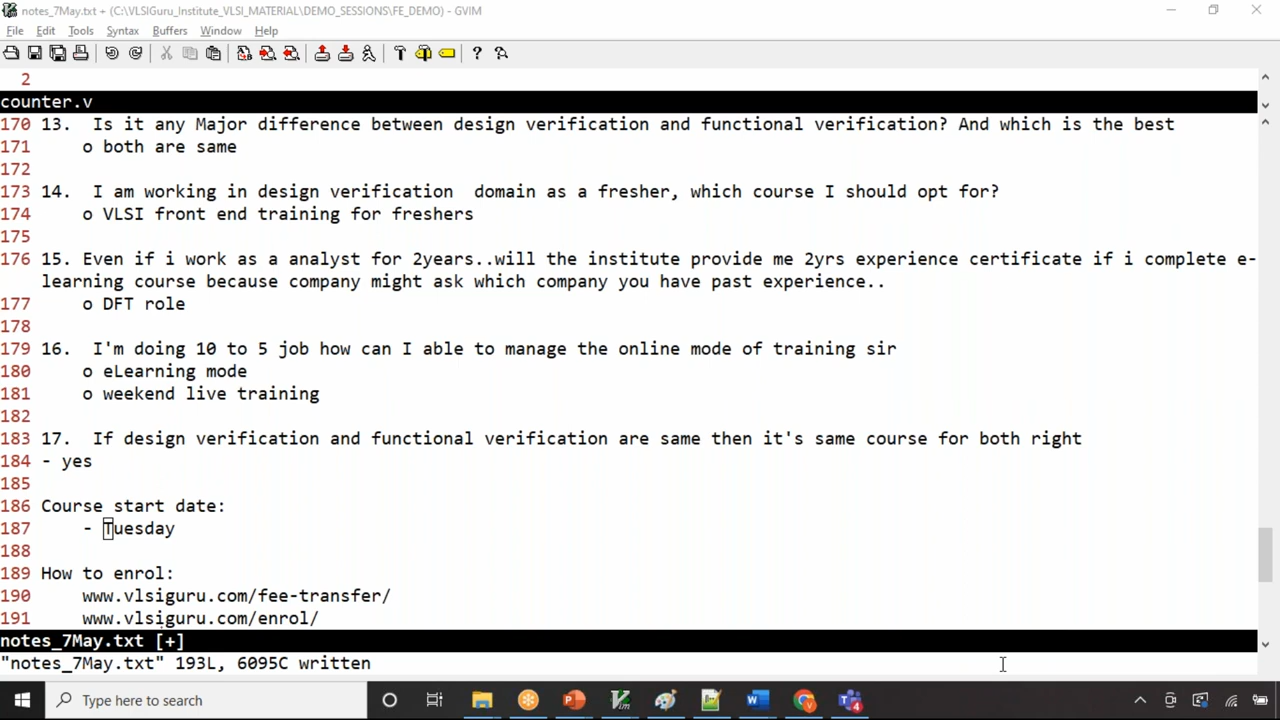 notes_7May.txt + (C:\VLSIGuru_Institute_VLSI_MATERIAL\DEMO_SESSIONS\FE_DEMO) - GVIM
File Edit Tools Syntax Buffers Window Help
2
counter.v
170 13.  Is it any Major difference between design verification and functional verification? And which is the best
171     o both are same
172
173 14.  I am working in design verification  domain as a fresher, which course I should opt for?
174     o VLSI front end training for freshers
175
176 15. Even if i work as a analyst for 2years..will the institute provide me 2yrs experience certificate if i complete e-
learning course because company might ask which company you have past experience..
177     o DFT role
178
179 16.  I'm doing 10 to 5 job how can I able to manage the online mode of training sir
180     o eLearning mode
181     o weekend live training
182
183 17.  If design verification and functional verification are same then it's same course for both right
184 - yes
185
186 Course start date:
187     - Tuesday
188
189 How to enrol:
190     www.vlsiguru.com/fee-transfer/
191     www.vlsiguru.com/enrol/
notes_7May.txt [+]
"notes_7May.txt" 193L, 6095C written
Type here to search